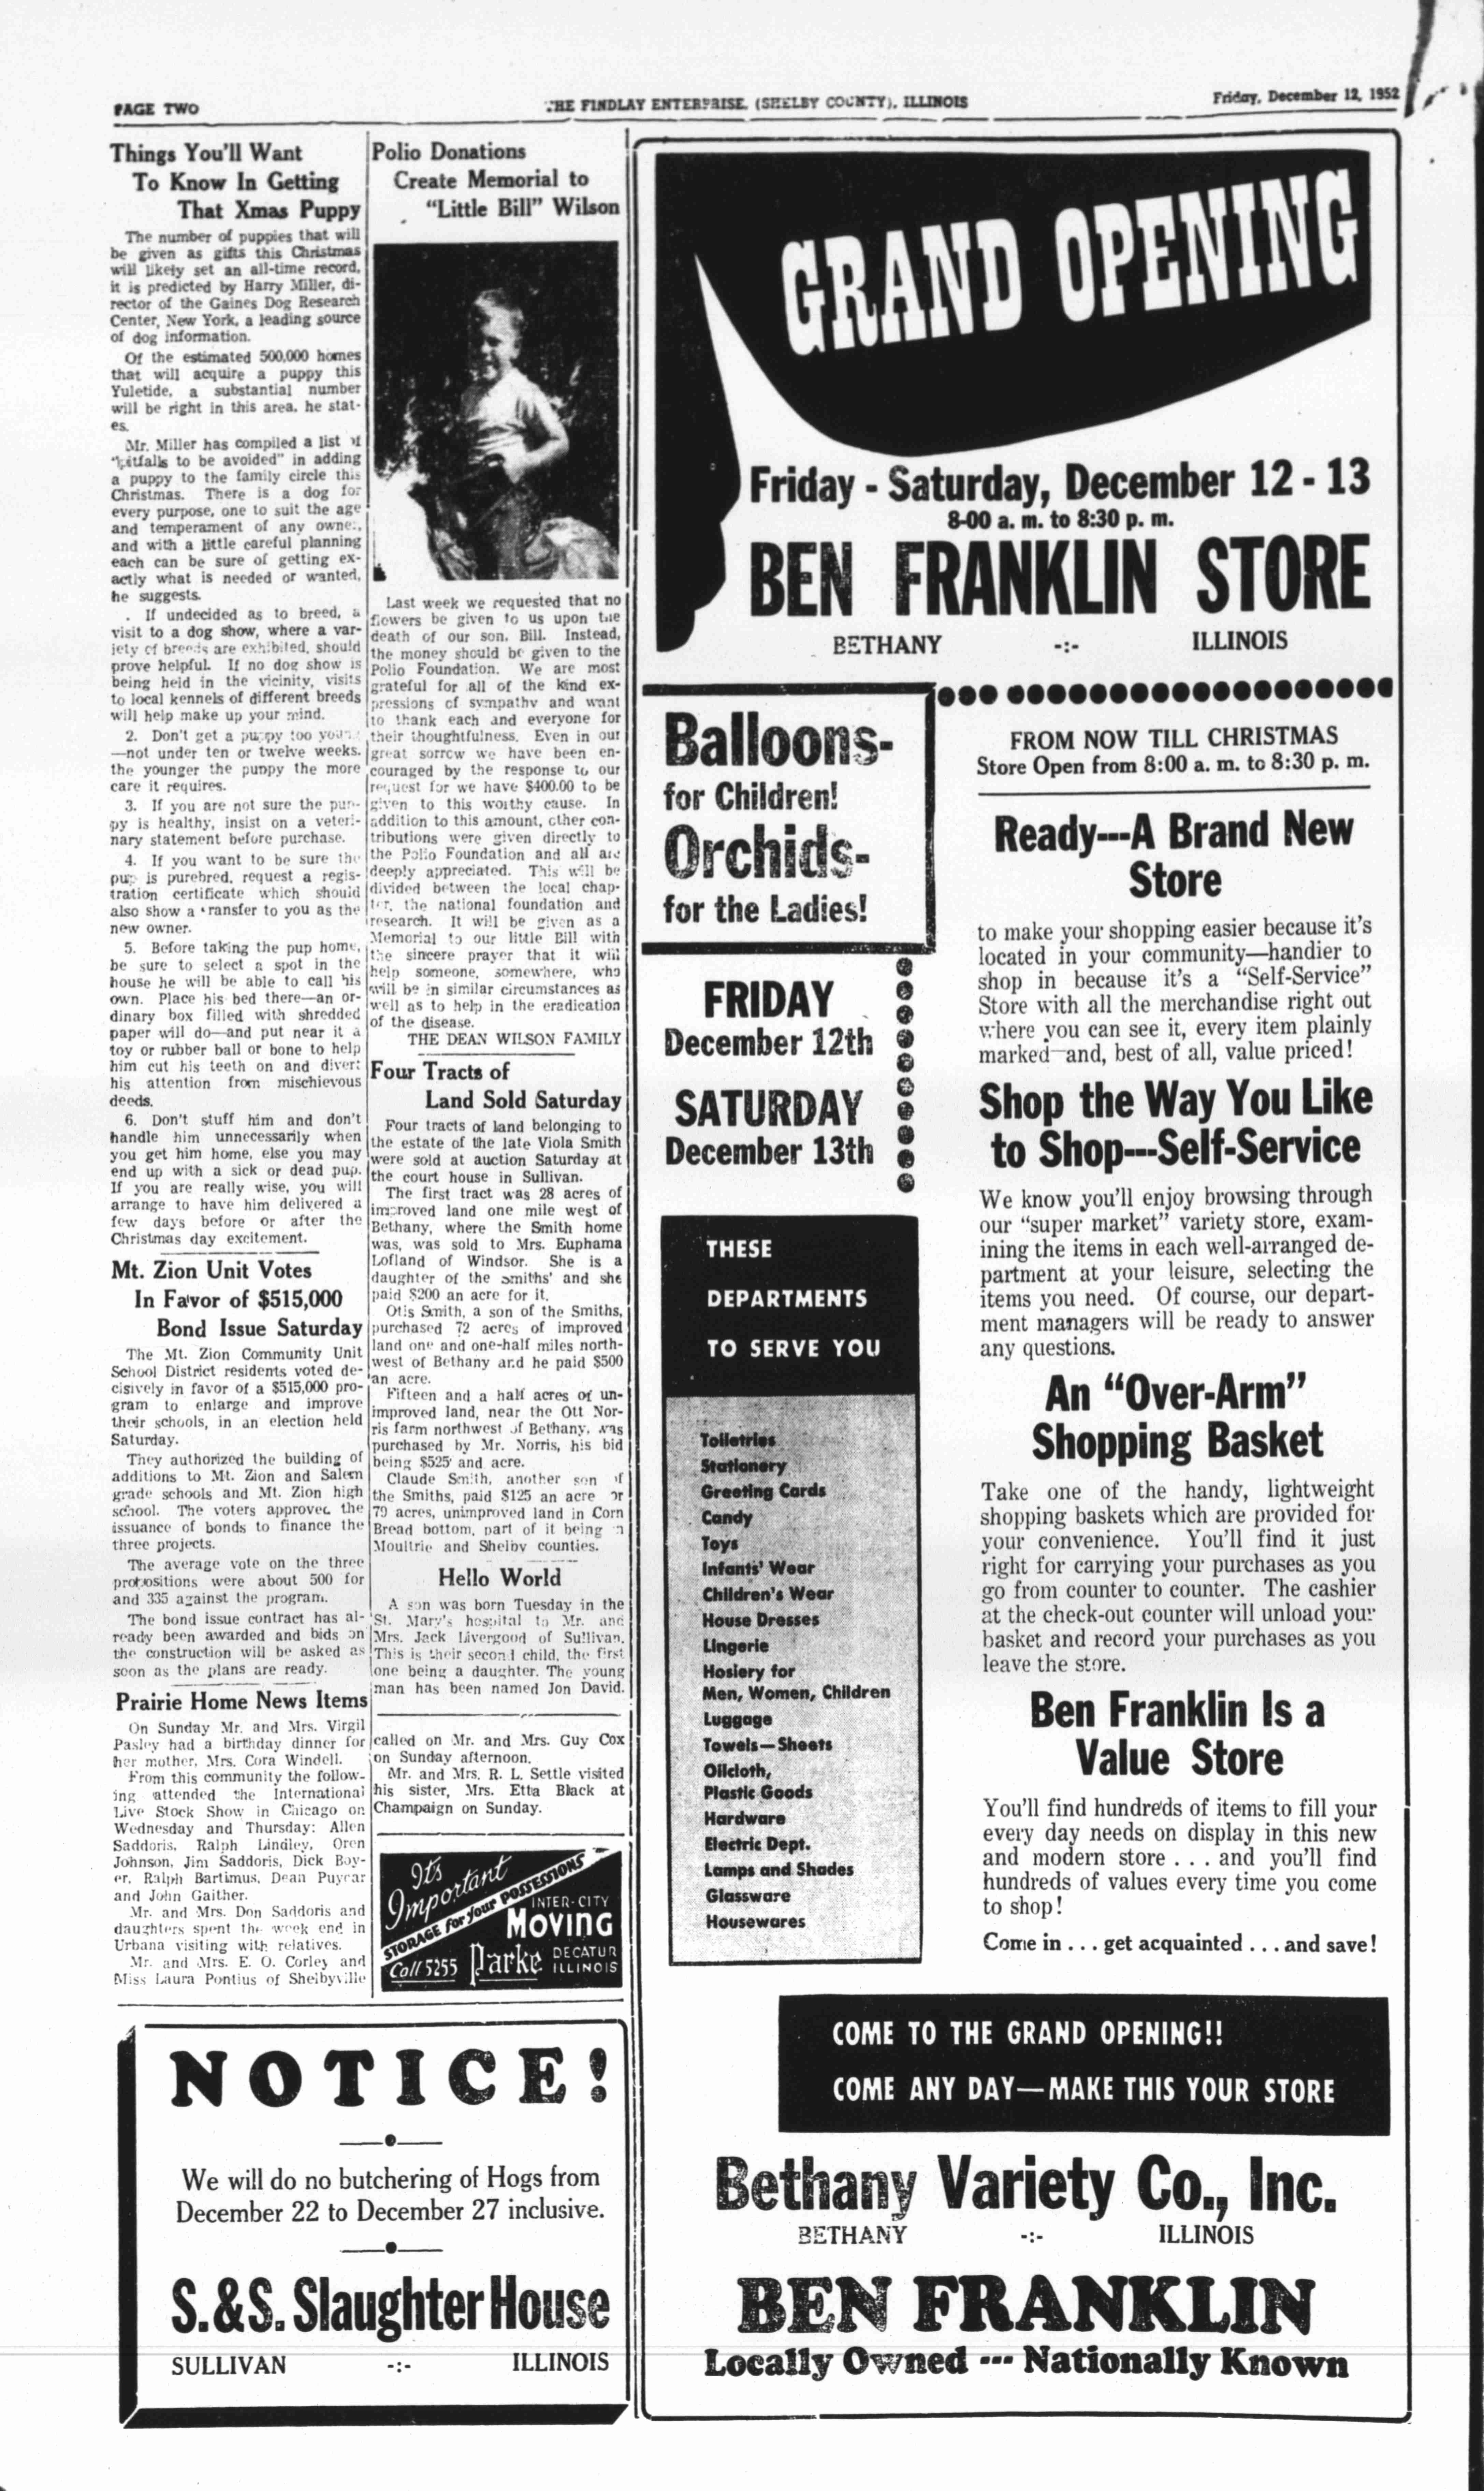 PAGE TWO
THE FINDLAY ENTERPRISE, (SHELBY COUNTY), ILLINOIS
Friday, December 12, 1952
Things You'll Want
To Know In Getting
That Xmas Puppy
The number of puppies that will
be given as gifts this Christmas
will likely set an all-time record,
it is predicted by Harry Miller, di-
rector of the Gaines Dog Research
Center, New York, a leading source
of dog information.
Of the estimated 500,000 homes
that will acquire a puppy this
Yuletide, a substantial number
will be right in this area, he stat-
es.
Mr. Miller has compiled a list of
"pitfalls to be avoided" in adding
a puppy to the family circle this
Christmas. There is a dog for
every purpose, one to suit the age
and temperament of any owner,
and with a little careful planning
each can be sure of getting ex-
actly what is needed or wanted,
he suggests.
. If undecided as to breed, a
visit to a dog show, where a var-
iety of breeds are exhibited, should
prove helpful. If no dog show is
being held in the vicinity, visits
to local kennels of different breeds
will help make up your mind.
2. Don't get a puppy too young
—not under ten or twelve weeks.
the younger the puppy the more
care it requires.
3. If you are not sure the pup-
py is healthy, insist on a veteri-
nary statement before purchase.
4. If you want to be sure the
pup is purebred, request a regis-
tration certificate which should
also show a transfer to you as the
new owner.
5. Before taking the pup home,
be sure to select a spot in the
house he will be able to call his
own. Place his bed there—an or-
dinary box filled with shredded
paper will do—and put near it a
toy or rubber ball or bone to help
him cut his teeth on and divert
his attention from mischievous
deeds.
6. Don't stuff him and don't
handle him unnecessarily when
you get him home, else you may
end up with a sick or dead pup.
If you are really wise, you will
arrange to have him delivered a
few days before or after the
Christmas day excitement.
Mt. Zion Unit Votes
In Favor of $515,000
Bond Issue Saturday
The Mt. Zion Community Unit
School District residents voted de-
cisively in favor of a $515,000 pro-
gram to enlarge and improve
their schools, in an election held
Saturday.
They authorized the building of
additions to Mt. Zion and Salem
grade schools and Mt. Zion high
school. The voters approved the
issuance of bonds to finance the
three projects.
The average vote on the three
propositions were about 500 for
and 335 against the program.
The bond issue contract has al-
ready been awarded and bids on
the construction will be asked as
soon as the plans are ready.
Prairie Home News Items
On Sunday Mr. and Mrs. Virgil
Pasley had a birthday dinner for
her mother, Mrs. Cora Windell.
From this community the follow-
ing attended the International
Live Stock Show in Chicago on
Wednesday and Thursday: Allen
Saddoris, Ralph Lindley, Oren
Johnson, Jim Saddoris, Dick Boy-
er, Ralph Bartimus, Dean Puyear
and John Gaither.
Mr. and Mrs. Don Saddoris and
daughters spent the week end in
Urbana visiting with relatives.
Mr. and Mrs. E. O. Corley and
Miss Laura Pontius of Shelbyville
Polio Donations
Create Memorial to
"Little Bill" Wilson
Last week we requested that no
flowers be given to us upon the
death of our son, Bill. Instead,
the money should be given to the
Polio Foundation. We are most
grateful for all of the kind ex-
pressions of sympathy and want
to thank each and everyone for
their thoughtfulness. Even in our
great sorrow we have been en-
couraged by the response to our
request for we have $400.00 to be
given to this worthy cause. In
addition to this amount, other con-
tributions were given directly to
the Polio Foundation and all are
deeply appreciated. This will be
divided between the local chap-
ter, the national foundation and
research. It will be given as a
Memorial to our little Bill with
the sincere prayer that it will
help someone, somewhere, who
will be in similar circumstances as
well as to help in the eradication
of the disease.
THE DEAN WILSON FAMILY
Four Tracts of
Land Sold Saturday
Four tracts of land belonging to
the estate of the late Viola Smith
were sold at auction Saturday at
the court house in Sullivan.
The first tract was 28 acres of
improved land one mile west of
Bethany, where the Smith home
was, was sold to Mrs. Euphama
Lofland of Windsor. She is a
daughter of the smiths' and she
paid $200 an acre for it.
Otis Smith, a son of the Smiths,
purchased 72 acres of improved
land one and one-half miles north-
west of Bethany and he paid $500
an acre.
Fifteen and a half acres of un-
improved land, near the Ott Nor-
ris farm northwest of Bethany, was
purchased by Mr. Norris, his bid
being $525 and acre.
Claude Smith, another son of
the Smiths, paid $125 an acre or
79 acres, unimproved land in Corn
Bread bottom, part of it being n
Moultrie and Shelby counties.
Hello World
A son was born Tuesday in the
St. Mary's hospital to Mr. and
Mrs. Jack Livergood of Sullivan.
This is their second child, the first
one being a daughter. The young
man has been named Jon David.
called on Mr. and Mrs. Guy Cox
on Sunday afternoon.
Mr. and Mrs. R. L. Settle visited
his sister, Mrs. Etta Black at
Champaign on Sunday.
It's
Important
STORAGE for your POSSESSIONS
INTER-CITY
MOVING
Call 5255
Parke
DECATUR
ILLINOIS
NOTICE!
We will do no butchering of Hogs from
December 22 to December 27 inclusive.
S. & S. Slaughter House
SULLIVAN -:- ILLINOIS
GRAND OPENING
Friday - Saturday, December 12 - 13
8-00 a. m. to 8:30 p. m.
BEN FRANKLIN STORE
BETHANY -:- ILLINOIS
Balloons-
for Children!
Orchids-
for the Ladies!
FRIDAY
December 12th
SATURDAY
December 13th
THESE
DEPARTMENTS
TO SERVE YOU
Toiletries
Stationery
Greeting Cards
Candy
Toys
Infants' Wear
Children's Wear
House Dresses
Lingerie
Hosiery for
Men, Women, Children
Luggage
Towels—Sheets
Oilcloth,
Plastic Goods
Hardware
Electric Dept.
Lamps and Shades
Glassware
Housewares
FROM NOW TILL CHRISTMAS
Store Open from 8:00 a. m. to 8:30 p. m.
Ready---A Brand New
Store
to make your shopping easier because it's
located in your community—handier to
shop in because it's a "Self-Service"
Store with all the merchandise right out
where you can see it, every item plainly
marked—and, best of all, value priced!
Shop the Way You Like
to Shop---Self-Service
We know you'll enjoy browsing through
our "super market" variety store, exam-
ining the items in each well-arranged de-
partment at your leisure, selecting the
items you need. Of course, our depart-
ment managers will be ready to answer
any questions.
An "Over-Arm"
Shopping Basket
Take one of the handy, lightweight
shopping baskets which are provided for
your convenience. You'll find it just
right for carrying your purchases as you
go from counter to counter. The cashier
at the check-out counter will unload your
basket and record your purchases as you
leave the store.
Ben Franklin Is a
Value Store
You'll find hundreds of items to fill your
every day needs on display in this new
and modern store . . . and you'll find
hundreds of values every time you come
to shop!
Come in . . . get acquainted . . . and save!
COME TO THE GRAND OPENING!!
COME ANY DAY—MAKE THIS YOUR STORE
Bethany Variety Co., Inc.
BETHANY -:- ILLINOIS
BEN FRANKLIN
Locally Owned --- Nationally Known